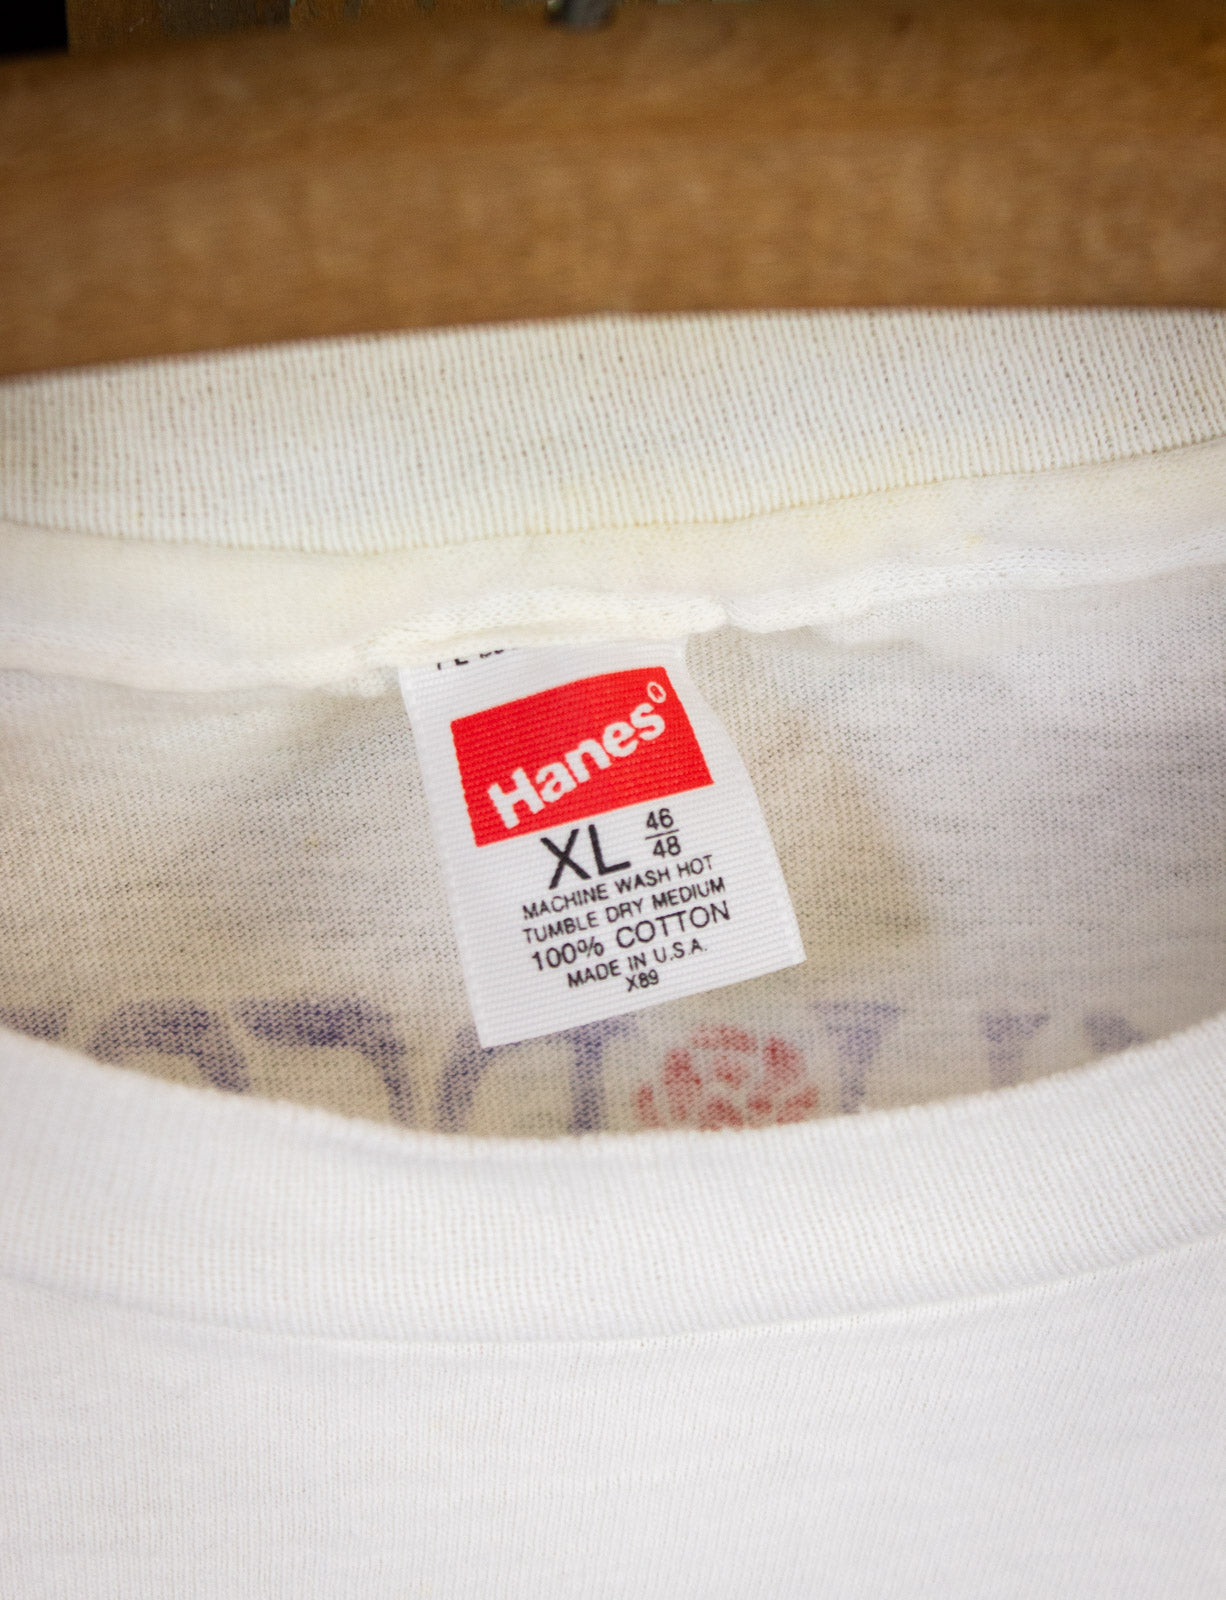 Hanes®
XL 46/48
MACHINE WASH HOT
TUMBLE DRY MEDIUM
100% COTTON
MADE IN U.S.A.
X89